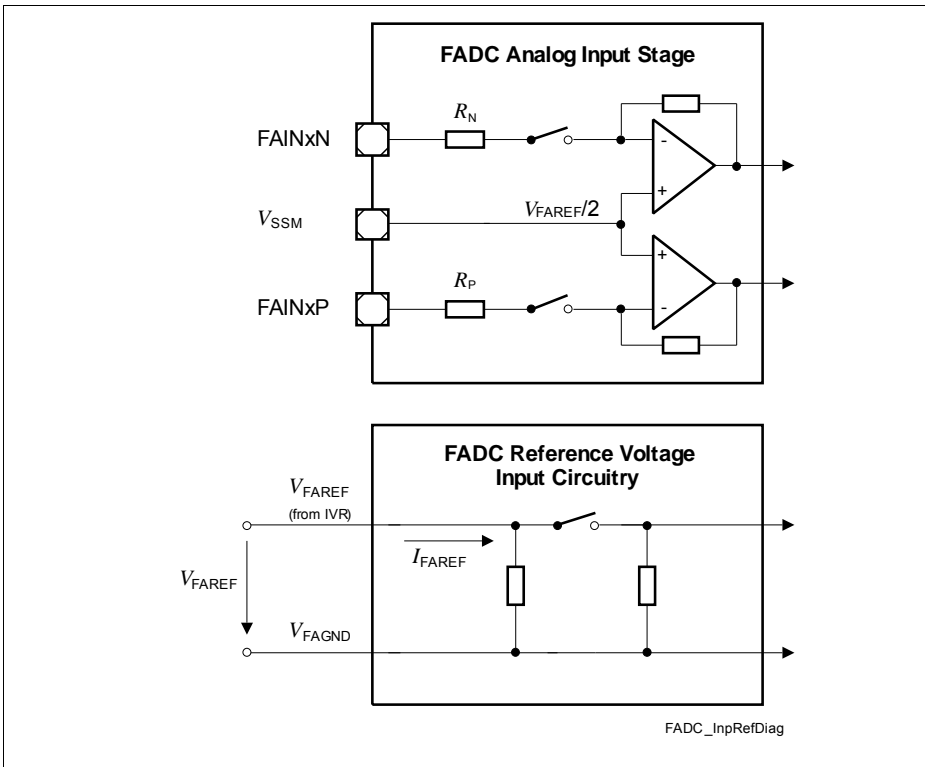 FADC Analog Input Stage
RN
FAINxN
-
+
VSSM
VFAREF/2
+
RP
FAINxP
-
FADC Reference Voltage
Input Circuitry
VFAREF
(from IVR)
IFAREF
VFAREF
VFAGND
FADC_InpRefDiag